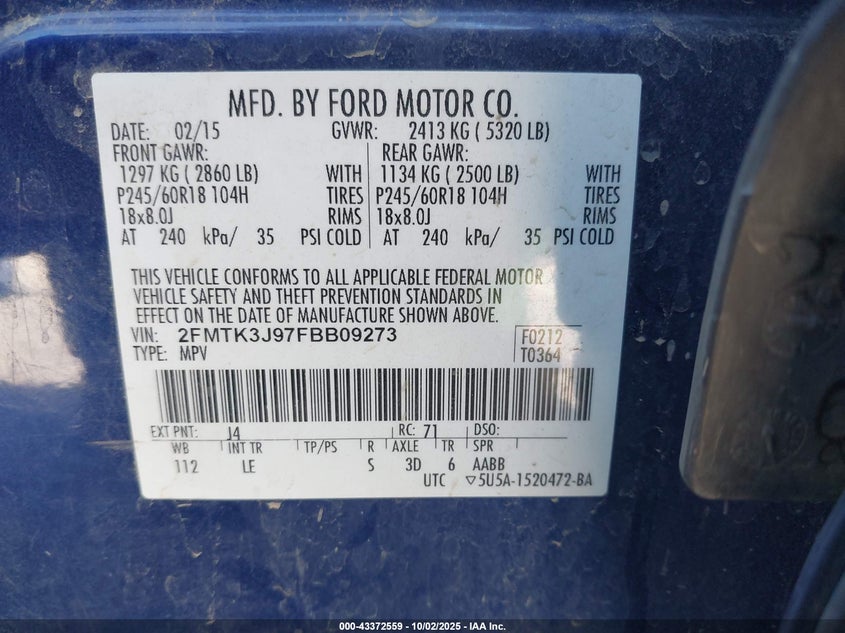 MFD. BY FORD MOTOR CO.
DATE: 02/15 GVWR: 2413 KG ( 5320 LB)
FRONT GAWR: REAR GAWR:
1297 KG ( 2860 LB) WITH 1134 KG ( 2500 LB) WITH
P245/60R18 104H TIRES P245/60R18 104H TIRES
18x8.0J RIMS 18x8.0J RIMS
AT 240 kPa/ 35 PSI COLD AT 240 kPa/ 35 PSI COLD
THIS VEHICLE CONFORMS TO ALL APPLICABLE FEDERAL MOTOR
VEHICLE SAFETY AND THEFT PREVENTION STANDARDS IN
EFFECT ON THE DATE OF MANUFACTURE SHOWN ABOVE.
VIN: 2FMTK3J97FBB09273 F0212
TYPE: MPV T0364
EXT PNT: J4 RC: 71 DSO:
WB INT TR TP/PS R AXLE TR SPR
112 LE S 3D 6 AABB
UTC ▽5U5A-1520472-BA
000-43372559 - 10/02/2025 - IAA Inc.